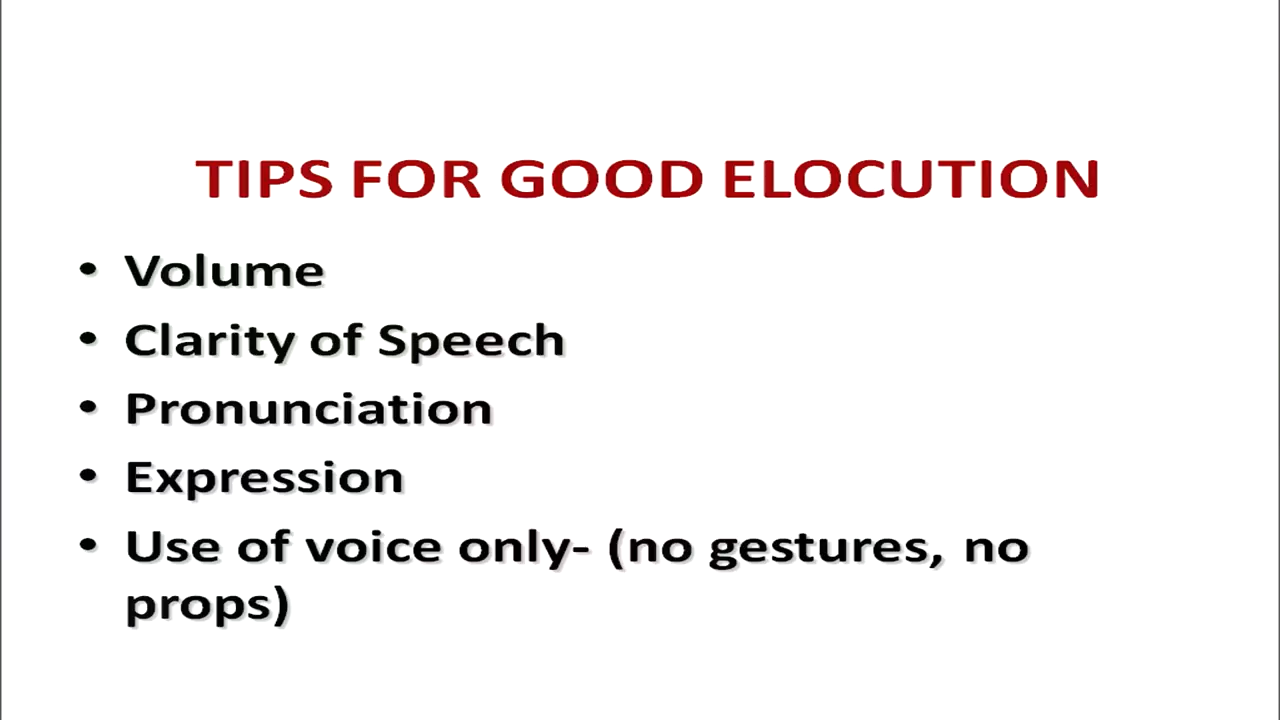 TIPS FOR GOOD ELOCUTION
• Volume
• Clarity of Speech
• Pronunciation
• Expression
• Use of voice only- (no gestures, no
props)